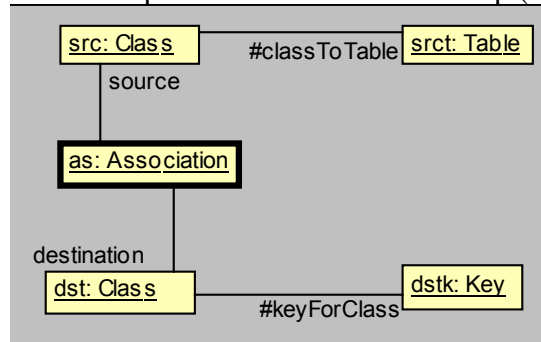 src: Class
#classToTable
srct: Table
source
as: Association
destination
dst: Class
#keyForClass
dstk: Key